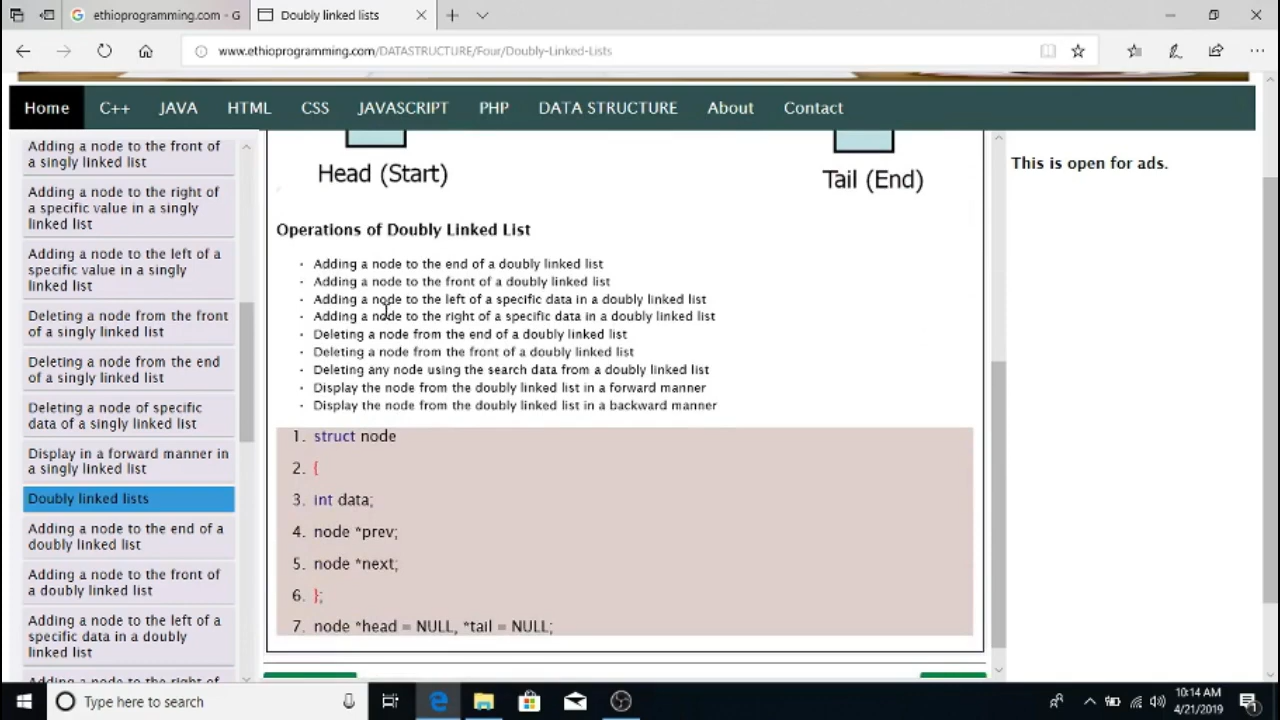 ethioprogramming.com - G
Doubly linked lists
www.ethioprogramming.com/DATASTRUCTURE/Four/Doubly-Linked-Lists
Home C++ JAVA HTML CSS JAVASCRIPT PHP DATA STRUCTURE About Contact
Adding a node to the front of
a singly linked list
Adding a node to the right of
a specific value in a singly
linked list
Adding a node to the left of a
specific value in a singly
linked list
Deleting a node from the front
of a singly linked list
Deleting a node from the end
of a singly linked list
Deleting a node of specific
data of a singly linked list
Display in a forward manner in
a singly linked list
Doubly linked lists
Adding a node to the end of a
doubly linked list
Adding a node to the front of
a doubly linked list
Adding a node to the left of a
specific data in a doubly
linked list
Adding a node to the right of
Head (Start)
Tail (End)
Operations of Doubly Linked List
· Adding a node to the end of a doubly linked list
· Adding a node to the front of a doubly linked list
· Adding a node to the left of a specific data in a doubly linked list
· Adding a node to the right of a specific data in a doubly linked list
· Deleting a node from the end of a doubly linked list
· Deleting a node from the front of a doubly linked list
· Deleting any node using the search data from a doubly linked list
· Display the node from the doubly linked list in a forward manner
· Display the node from the doubly linked list in a backward manner
1. struct node
2. {
3. int data;
4. node *prev;
5. node *next;
6. };
7. node *head = NULL, *tail = NULL;
This is open for ads.
Type here to search
10:14 AM
4/21/2019
1